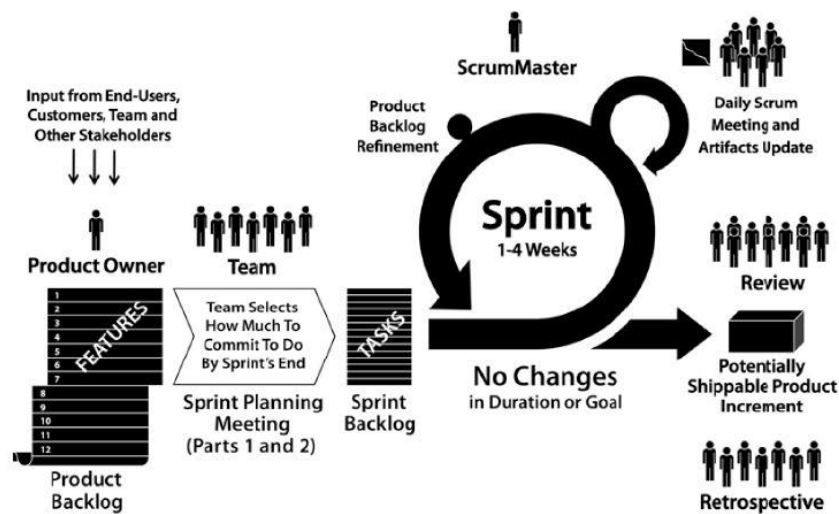 Input from End-Users,
Customers, Team and
Other Stakeholders
Product Owner
1
2
3
4
5
6
7
FEATURES
8
9
10
11
12
Product
Backlog
Team
Team Selects
How Much To
Commit To Do
By Sprint's End
Sprint Planning
Meeting
(Parts 1 and 2)
TASKS
Sprint
Backlog
ScrumMaster
Product
Backlog
Refinement
Sprint
1-4 Weeks
No Changes
in Duration or Goal
Daily Scrum
Meeting and
Artifacts Update
Review
Potentially
Shippable Product
Increment
Retrospective